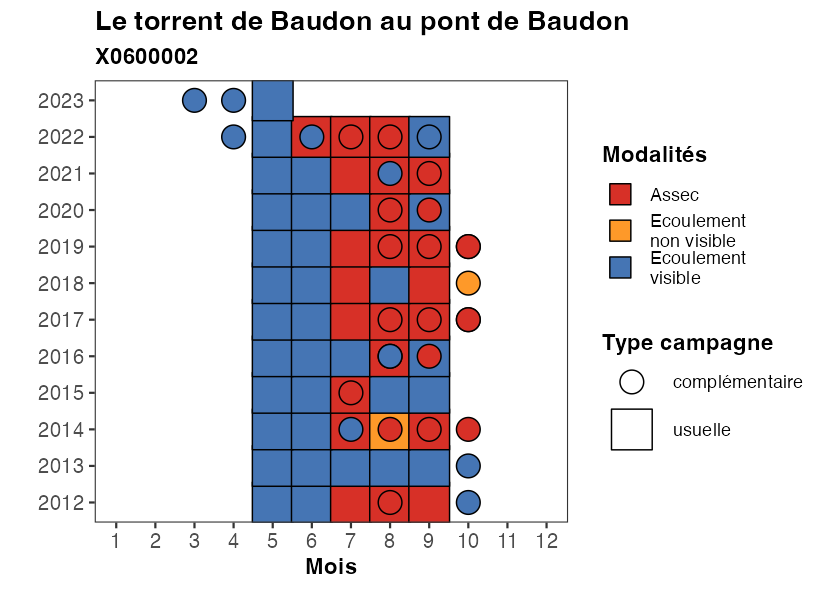 Le torrent de Baudon au pont de Baudon
X0600002
2023
2022
2021
2020
2019
2018
2017
2016
2015
2014
2013
2012
1 2 3 4 5 6 7 8 9 10 11 12
Mois
Modalités
Assec
Ecoulement
non visible
Ecoulement
visible
Type campagne
complémentaire
usuelle